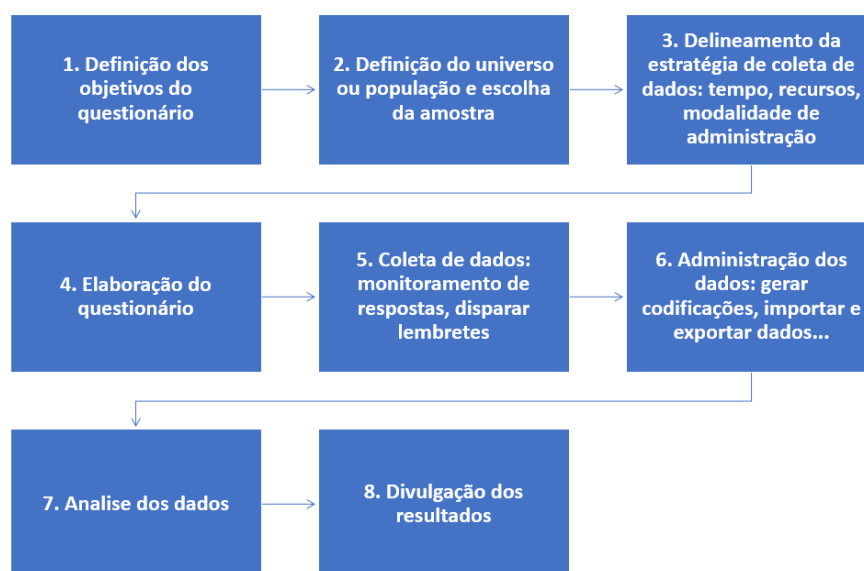 1. Definição dos
objetivos do
questionário
2. Definição do universo
ou população e escolha
da amostra
3. Delineamento da
estratégia de coleta de
dados: tempo, recursos,
modalidade de
administração
4. Elaboração do
questionário
5. Coleta de dados:
monitoramento de
respostas, disparar
lembretes
6. Administração dos
dados: gerar
codificações, importar e
exportar dados...
7. Analise dos dados
8. Divulgação dos
resultados